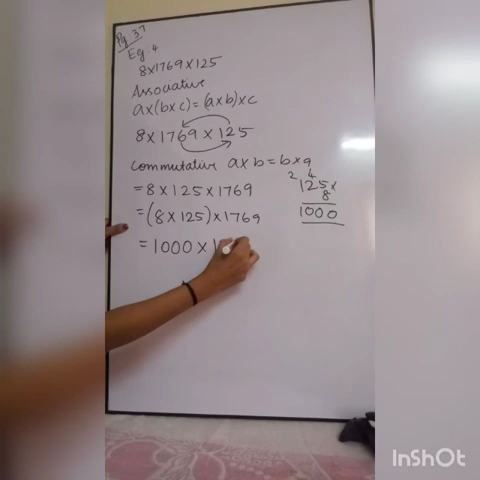 Pg. 37
Eg. 4
8×1769×125
Associative
a×(b×c)=(a×b)×c
8×1769×125
Commutative a×b=b×a
=8×125×1769
=(8×125)×1769
=1000×1
2 4
125×
8
1000
InShOt